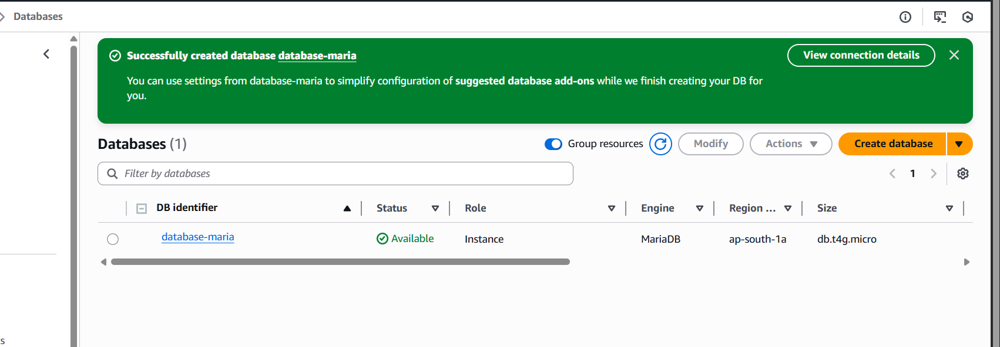 Databases
Successfully created database database-maria
View connection details
You can use settings from database-maria to simplify configuration of suggested database add-ons while we finish creating your DB for
you.
Databases (1)
Group resources
Modify
Actions
Create database
Filter by databases
1
DB identifier
Status
Role
Engine
Region ...
Size
database-maria
Available
Instance
MariaDB
ap-south-1a
db.t4g.micro
s